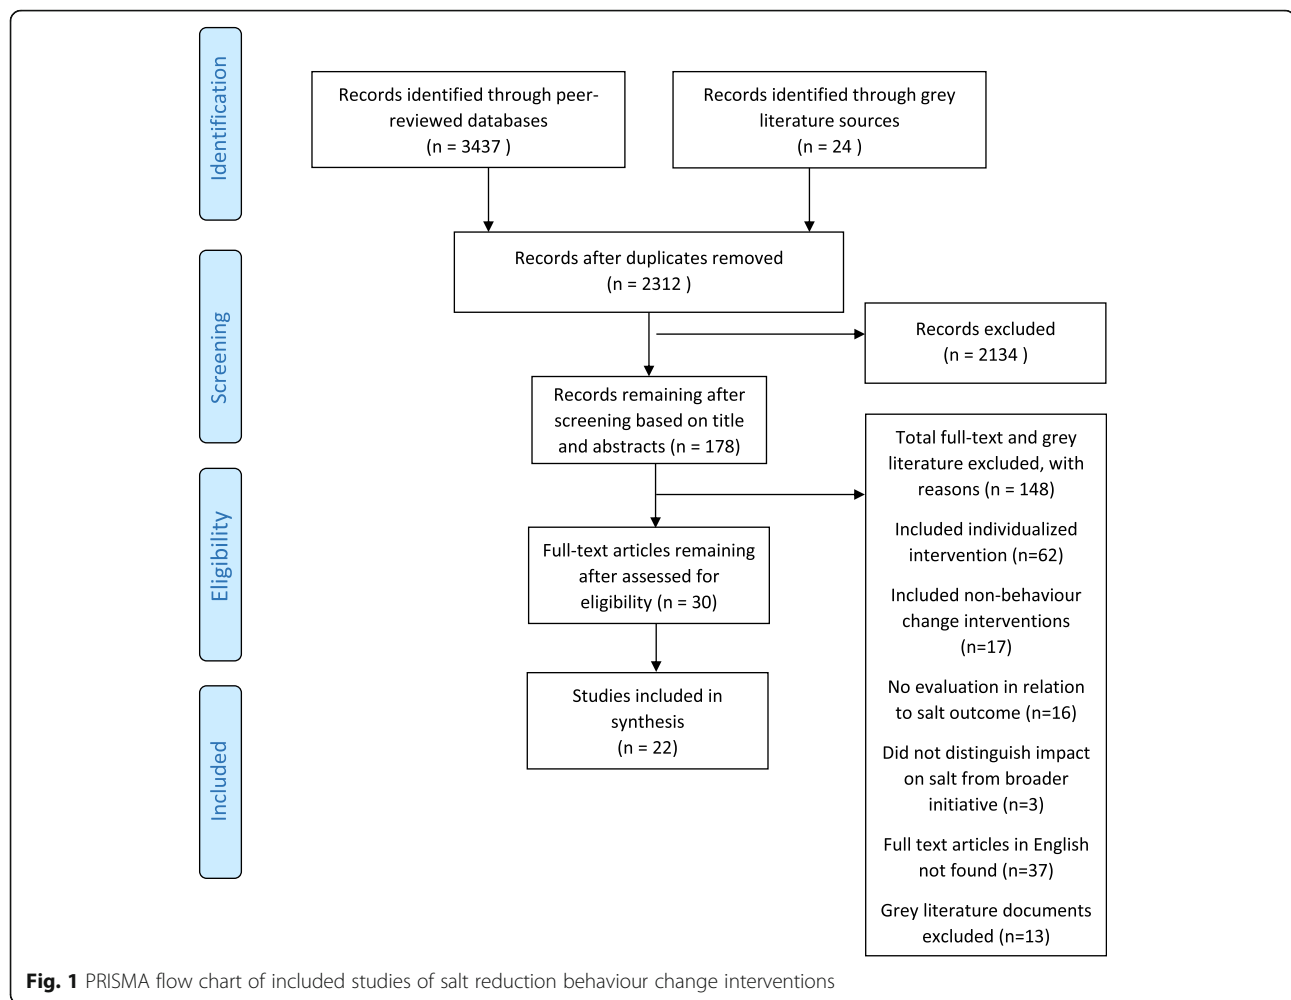 Identification
Records identified through peer-
reviewed databases
(n = 3437 )
Records identified through grey
literature sources
(n = 24 )
Records after duplicates removed
(n = 2312 )
Screening
Records excluded
(n = 2134 )
Records remaining after
screening based on title
and abstracts (n = 178)
Total full-text and grey
literature excluded, with
reasons (n = 148)
Included individualized
intervention (n=62)
Included non-behaviour
change interventions
(n=17)
No evaluation in relation
to salt outcome (n=16)
Did not distinguish impact
on salt from broader
initiative (n=3)
Full text articles in English
not found (n=37)
Grey literature documents
excluded (n=13)
Eligibility
Full-text articles remaining
after assessed for
eligibility (n = 30)
Included
Studies included in
synthesis
(n = 22)
Fig. 1 PRISMA flow chart of included studies of salt reduction behaviour change interventions